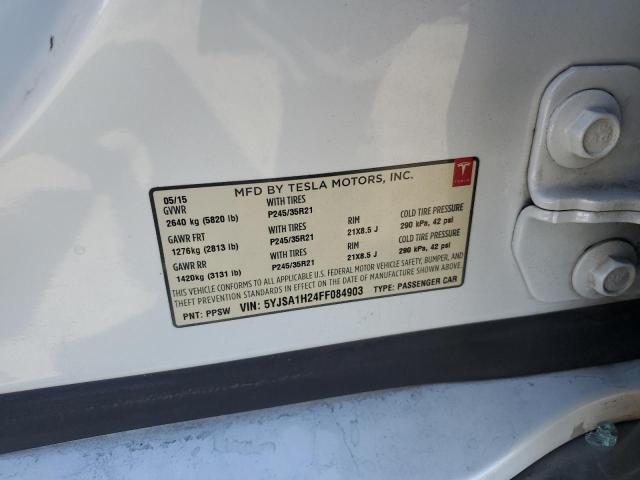 MFD BY TESLA MOTORS, INC.
TESLA
05/15
GVWR WITH TIRES
2640 kg (5820 lb) P245/35R21 RIM COLD TIRE PRESSURE
GAWR FRT WITH TIRES 21X8.5 J 290 kPa, 42 psi
1276kg (2813 lb) P245/35R21 RIM COLD TIRE PRESSURE
GAWR RR WITH TIRES 21X8.5 J 290 kPa, 42 psi
1420kg (3131 lb) P245/35R21
THIS VEHICLE CONFORMS TO ALL APPLICABLE U.S. FEDERAL MOTOR VEHICLE SAFETY, BUMPER, AND
THEFT PREVENTION STANDARDS IN EFFECT ON THE DATE OF MANUFACTURE SHOWN ABOVE.
PNT: PPSW VIN: 5YJSA1H24FF084903 TYPE: PASSENGER CAR